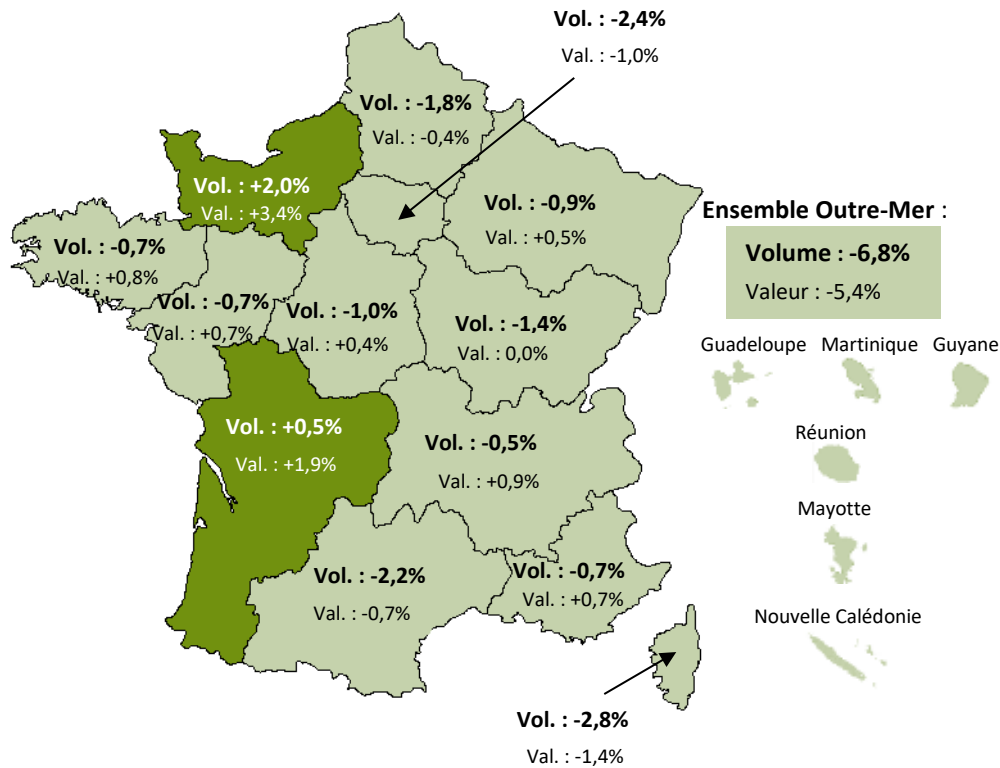 Vol. : -2,4%
Val. : -1,0%
Vol. : -1,8%
Val. : -0,4%
Vol. : +2,0%
Val. : +3,4%
Vol. : -0,9%
Val. : +0,5%
Vol. : -0,7%
Val. : +0,8%
Vol. : -0,7%
Val. : +0,7%
Vol. : -1,0%
Val. : +0,4%
Vol. : -1,4%
Val. : 0,0%
Vol. : +0,5%
Val. : +1,9%
Vol. : -0,5%
Val. : +0,9%
Vol. : -2,2%
Val. : -0,7%
Vol. : -0,7%
Val. : +0,7%
Vol. : -2,8%
Val. : -1,4%
Ensemble Outre-Mer :
Volume : -6,8%
Valeur : -5,4%
Guadeloupe
Martinique
Guyane
Réunion
Mayotte
Nouvelle Calédonie